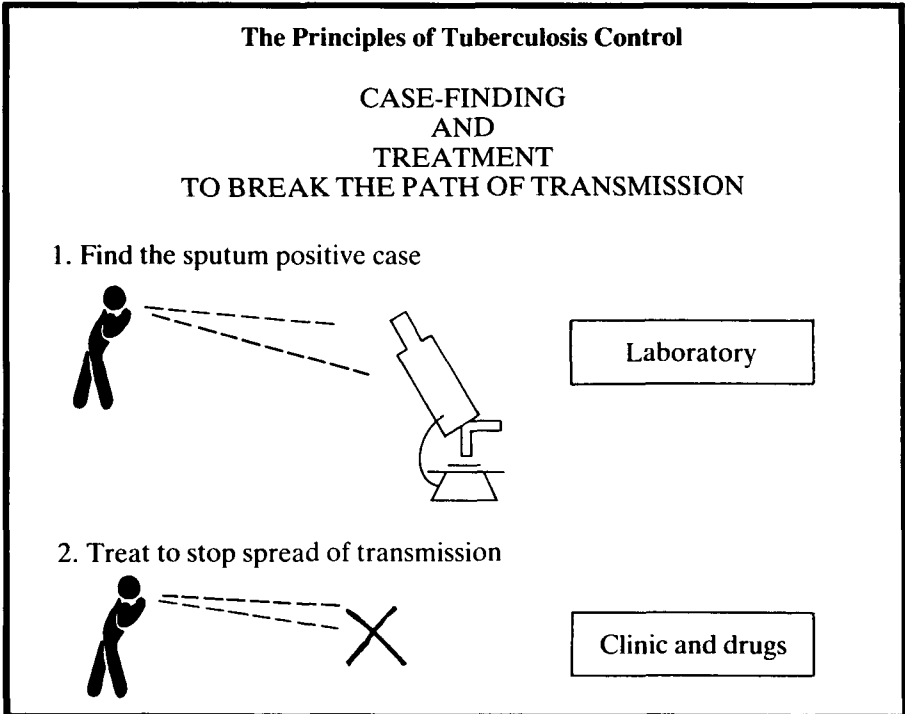 The Principles of Tuberculosis Control
CASE-FINDING
AND
TREATMENT
TO BREAK THE PATH OF TRANSMISSION
1. Find the sputum positive case
Laboratory
2. Treat to stop spread of transmission
Clinic and drugs